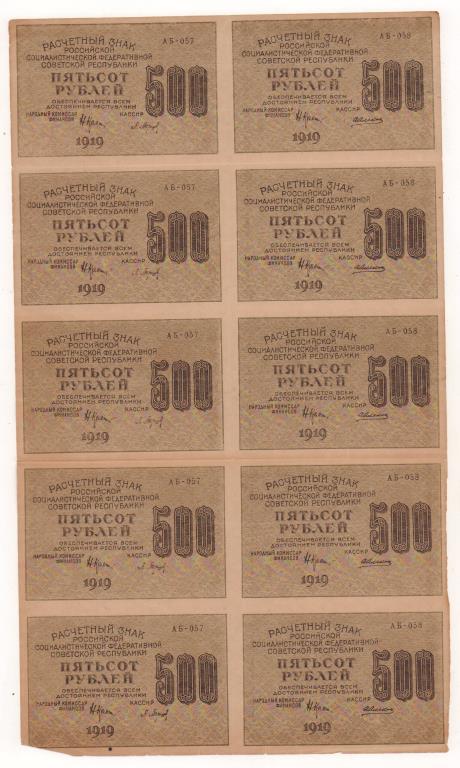 РАСЧЕТНЫЙ ЗНАК АБ-057
РОССИЙСКОЙ
СОЦИАЛИСТИЧЕСКОЙ ФЕДЕРАТИВНОЙ
СОВЕТСКОЙ РЕСПУБЛИКИ
ПЯТЬСОТ
РУБЛЕЙ
500
ОБЕСПЕЧИВАЕТСЯ ВСЕМ
ДОСТОЯНИЕМ РЕСПУБЛИКИ
НАРОДНЫЙ КОМИССАР
ФИНАНСОВ
КАССИР
1919
РАСЧЕТНЫЙ ЗНАК АБ-058
РОССИЙСКОЙ
СОЦИАЛИСТИЧЕСКОЙ ФЕДЕРАТИВНОЙ
СОВЕТСКОЙ РЕСПУБЛИКИ
ПЯТЬСОТ
РУБЛЕЙ
500
ОБЕСПЕЧИВАЕТСЯ ВСЕМ
ДОСТОЯНИЕМ РЕСПУБЛИКИ
НАРОДНЫЙ КОМИССАР
ФИНАНСОВ
КАССИР
1919
РАСЧЕТНЫЙ ЗНАК АБ-057
РОССИЙСКОЙ
СОЦИАЛИСТИЧЕСКОЙ ФЕДЕРАТИВНОЙ
СОВЕТСКОЙ РЕСПУБЛИКИ
ПЯТЬСОТ
РУБЛЕЙ
500
ОБЕСПЕЧИВАЕТСЯ ВСЕМ
ДОСТОЯНИЕМ РЕСПУБЛИКИ
НАРОДНЫЙ КОМИССАР
ФИНАНСОВ
КАССИР
1919
РАСЧЕТНЫЙ ЗНАК АБ-058
РОССИЙСКОЙ
СОЦИАЛИСТИЧЕСКОЙ ФЕДЕРАТИВНОЙ
СОВЕТСКОЙ РЕСПУБЛИКИ
ПЯТЬСОТ
РУБЛЕЙ
500
ОБЕСПЕЧИВАЕТСЯ ВСЕМ
ДОСТОЯНИЕМ РЕСПУБЛИКИ
НАРОДНЫЙ КОМИССАР
ФИНАНСОВ
КАССИР
1919
РАСЧЕТНЫЙ ЗНАК АБ-057
РОССИЙСКОЙ
СОЦИАЛИСТИЧЕСКОЙ ФЕДЕРАТИВНОЙ
СОВЕТСКОЙ РЕСПУБЛИКИ
ПЯТЬСОТ
РУБЛЕЙ
500
ОБЕСПЕЧИВАЕТСЯ ВСЕМ
ДОСТОЯНИЕМ РЕСПУБЛИКИ
НАРОДНЫЙ КОМИССАР
ФИНАНСОВ
КАССИР
1919
РАСЧЕТНЫЙ ЗНАК АБ-058
РОССИЙСКОЙ
СОЦИАЛИСТИЧЕСКОЙ ФЕДЕРАТИВНОЙ
СОВЕТСКОЙ РЕСПУБЛИКИ
ПЯТЬСОТ
РУБЛЕЙ
500
ОБЕСПЕЧИВАЕТСЯ ВСЕМ
ДОСТОЯНИЕМ РЕСПУБЛИКИ
НАРОДНЫЙ КОМИССАР
ФИНАНСОВ
КАССИР
1919
РАСЧЕТНЫЙ ЗНАК АБ-057
РОССИЙСКОЙ
СОЦИАЛИСТИЧЕСКОЙ ФЕДЕРАТИВНОЙ
СОВЕТСКОЙ РЕСПУБЛИКИ
ПЯТЬСОТ
РУБЛЕЙ
500
ОБЕСПЕЧИВАЕТСЯ ВСЕМ
ДОСТОЯНИЕМ РЕСПУБЛИКИ
НАРОДНЫЙ КОМИССАР
ФИНАНСОВ
КАССИР
1919
РАСЧЕТНЫЙ ЗНАК АБ-058
РОССИЙСКОЙ
СОЦИАЛИСТИЧЕСКОЙ ФЕДЕРАТИВНОЙ
СОВЕТСКОЙ РЕСПУБЛИКИ
ПЯТЬСОТ
РУБЛЕЙ
500
ОБЕСПЕЧИВАЕТСЯ ВСЕМ
ДОСТОЯНИЕМ РЕСПУБЛИКИ
НАРОДНЫЙ КОМИССАР
ФИНАНСОВ
КАССИР
1919
РАСЧЕТНЫЙ ЗНАК АБ-057
РОССИЙСКОЙ
СОЦИАЛИСТИЧЕСКОЙ ФЕДЕРАТИВНОЙ
СОВЕТСКОЙ РЕСПУБЛИКИ
ПЯТЬСОТ
РУБЛЕЙ
500
ОБЕСПЕЧИВАЕТСЯ ВСЕМ
ДОСТОЯНИЕМ РЕСПУБЛИКИ
НАРОДНЫЙ КОМИССАР
ФИНАНСОВ
КАССИР
1919
РАСЧЕТНЫЙ ЗНАК АБ-058
РОССИЙСКОЙ
СОЦИАЛИСТИЧЕСКОЙ ФЕДЕРАТИВНОЙ
СОВЕТСКОЙ РЕСПУБЛИКИ
ПЯТЬСОТ
РУБЛЕЙ
500
ОБЕСПЕЧИВАЕТСЯ ВСЕМ
ДОСТОЯНИЕМ РЕСПУБЛИКИ
НАРОДНЫЙ КОМИССАР
ФИНАНСОВ
КАССИР
1919